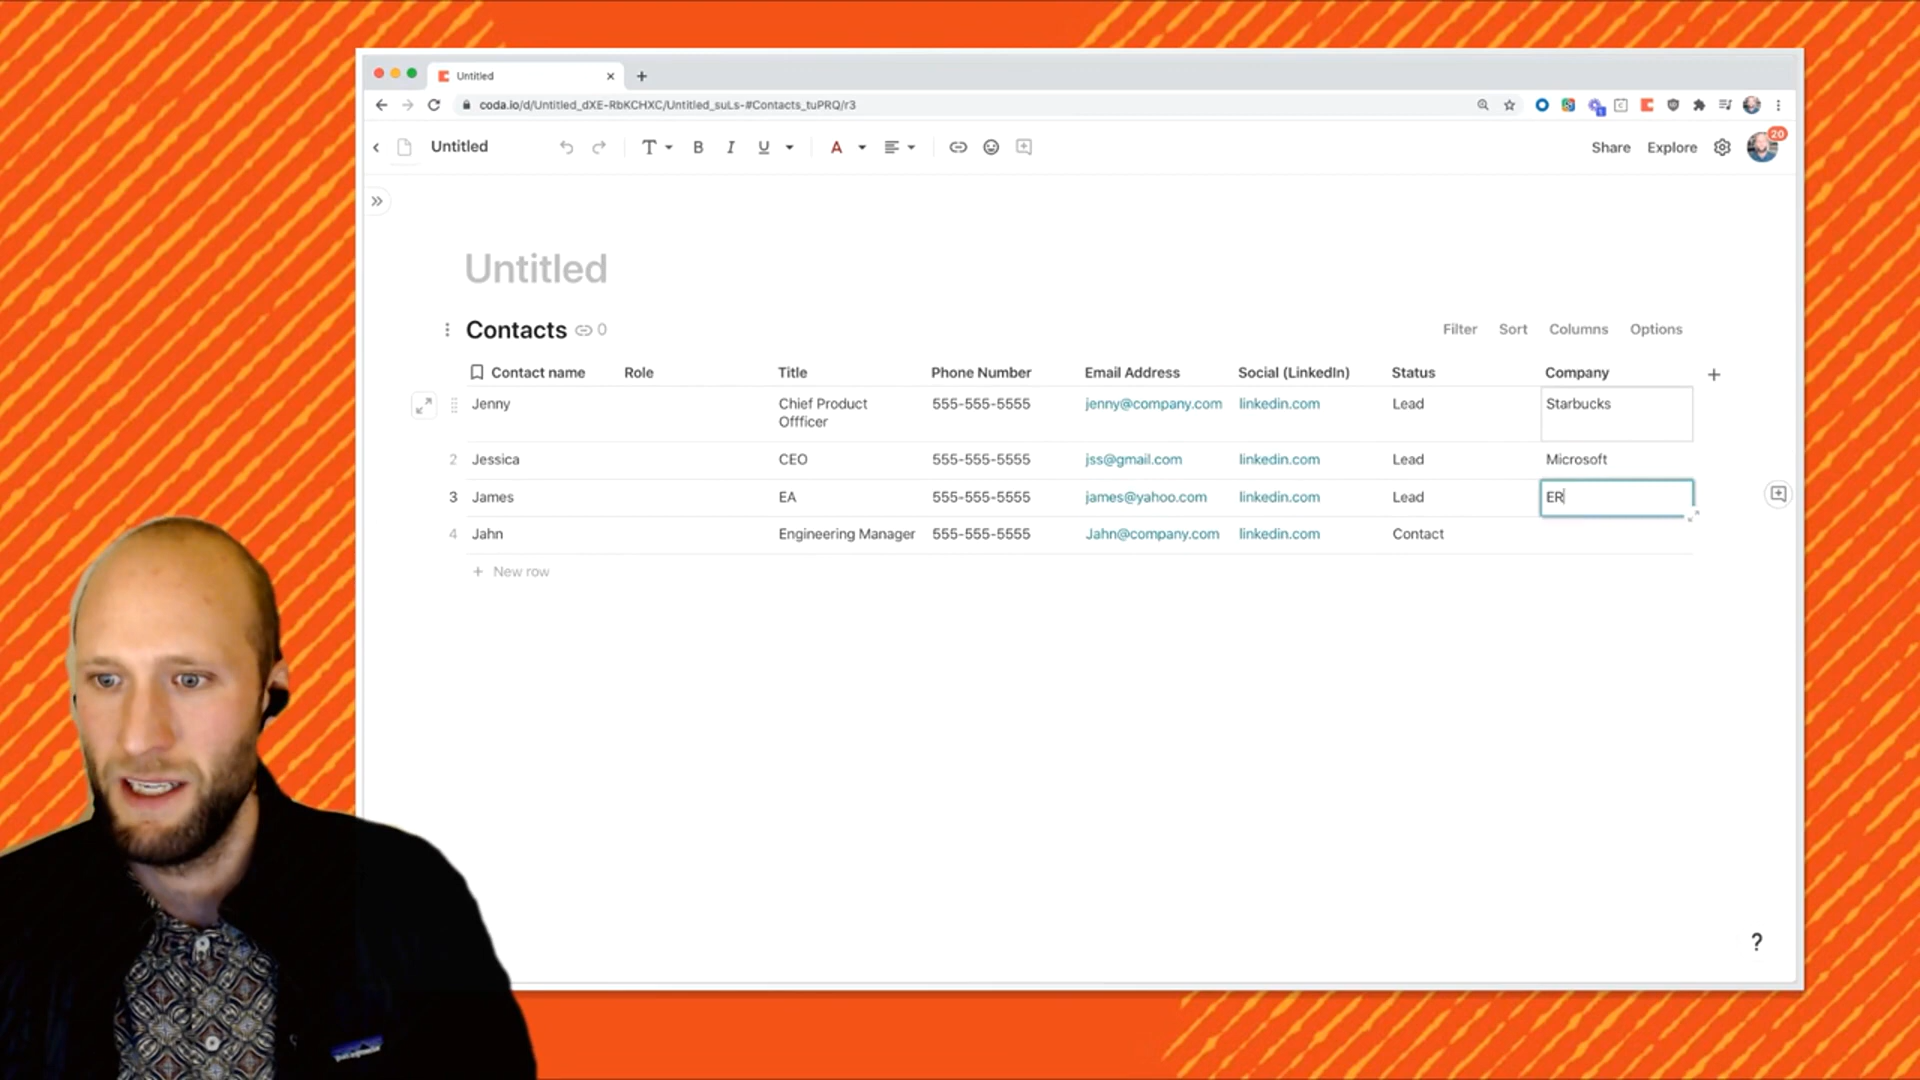 Untitled
coda.io/d/Untitled_dXE-RbKCHXC/Untitled_suLs-#Contacts_tuPRQ/r3
Untitled
T B I U A
Share Explore 20
Untitled
Contacts 0
Filter Sort Columns Options
Contact name Role Title Phone Number Email Address Social (LinkedIn) Status Company
Jenny Chief Product 555-555-5555 jenny@company.com linkedin.com Lead Starbucks
Offficer
2 Jessica CEO 555-555-5555 jss@gmail.com linkedin.com Lead Microsoft
3 James EA 555-555-5555 james@yahoo.com linkedin.com Lead ER
4 Jahn Engineering Manager 555-555-5555 Jahn@company.com linkedin.com Contact
+ New row
?
patagonia